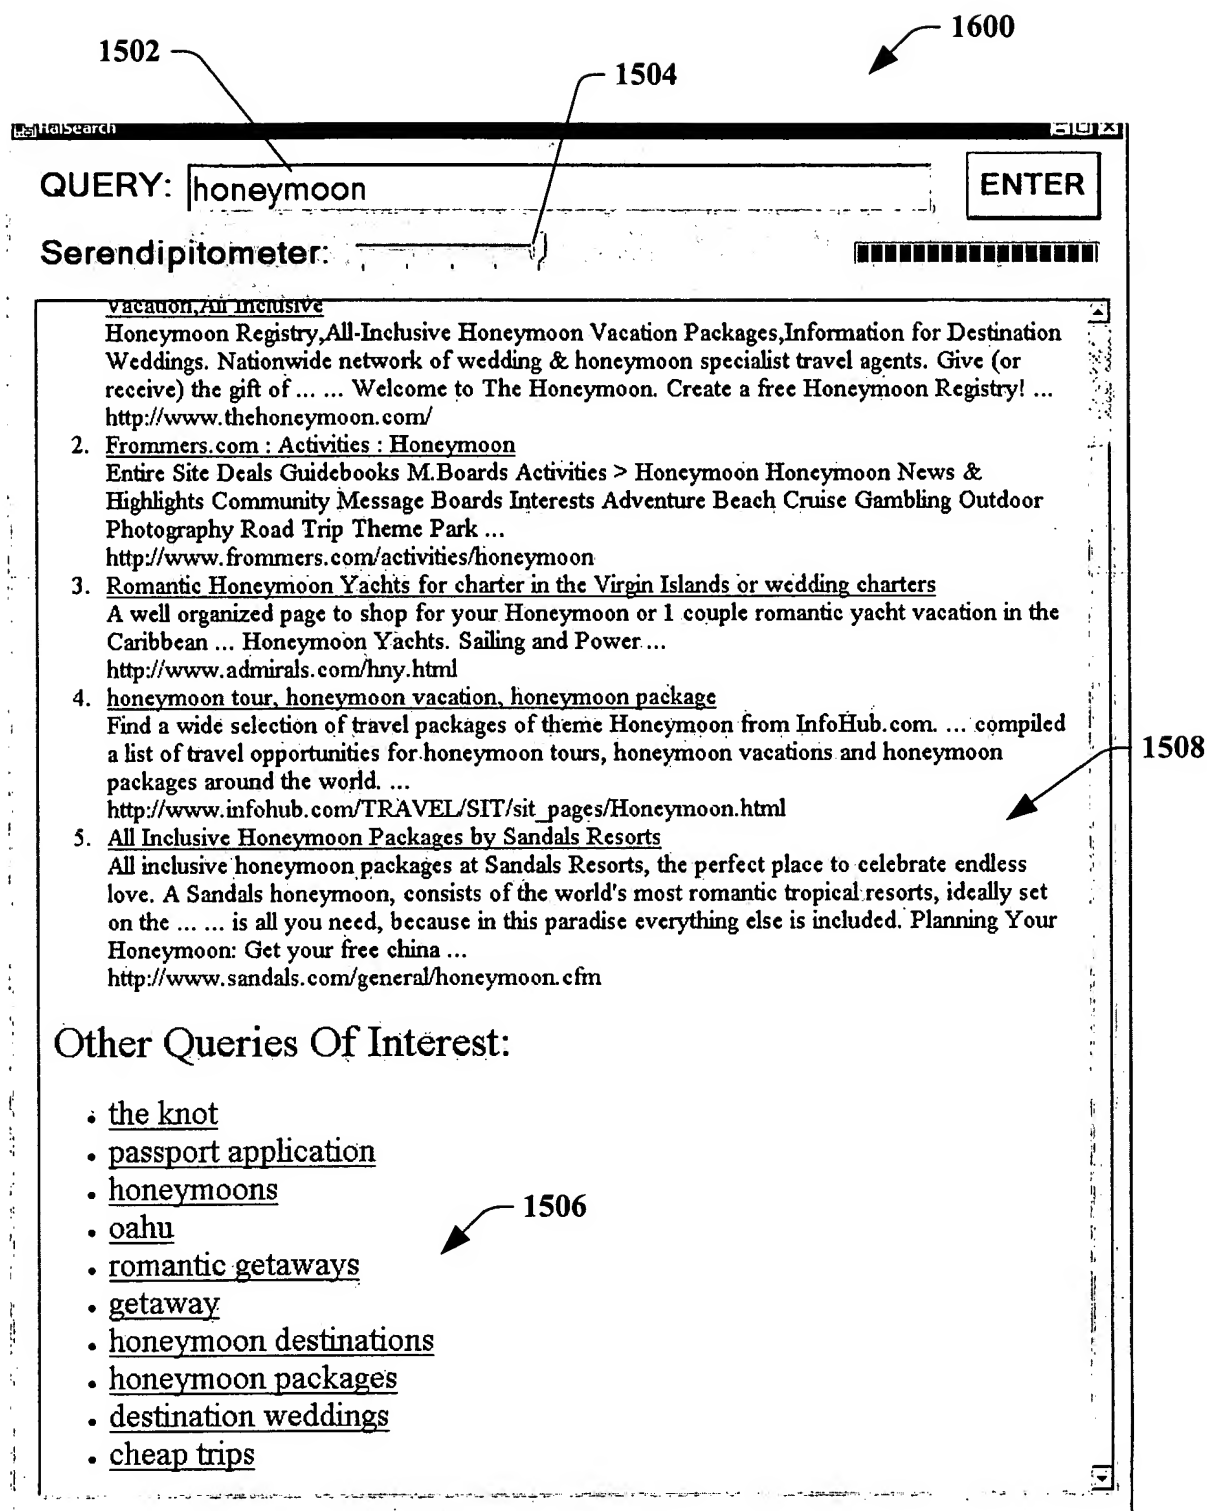 1600
1502
1504
HalSearch
QUERY: honeymoon ENTER
Serendipitometer:
Vacation,All Inclusive
Honeymoon Registry,All-Inclusive Honeymoon Vacation Packages,Information for Destination
Weddings. Nationwide network of wedding & honeymoon specialist travel agents. Give (or
receive) the gift of ... ... Welcome to The Honeymoon. Create a free Honeymoon Registry! ...
http://www.thehoneymoon.com/
2. Frommers.com : Activities : Honeymoon
Entire Site Deals Guidebooks M.Boards Activities > Honeymoon Honeymoon News &
Highlights Community Message Boards Interests Adventure Beach Cruise Gambling Outdoor
Photography Road Trip Theme Park ...
http://www.frommers.com/activities/honeymoon
3. Romantic Honeymoon Yachts for charter in the Virgin Islands or wedding charters
A well organized page to shop for your Honeymoon or 1 couple romantic yacht vacation in the
Caribbean ... Honeymoon Yachts. Sailing and Power ...
http://www.admirals.com/hny.html
4. honeymoon tour, honeymoon vacation, honeymoon package
Find a wide selection of travel packages of theme Honeymoon from InfoHub.com. ... compiled
a list of travel opportunities for honeymoon tours, honeymoon vacations and honeymoon
packages around the world. ...
http://www.infohub.com/TRAVEL/SIT/sit_pages/Honeymoon.html
1508
5. All Inclusive Honeymoon Packages by Sandals Resorts
All inclusive honeymoon packages at Sandals Resorts, the perfect place to celebrate endless
love. A Sandals honeymoon, consists of the world's most romantic tropical resorts, ideally set
on the ... ... is all you need, because in this paradise everything else is included. Planning Your
Honeymoon: Get your free china ...
http://www.sandals.com/general/honeymoon.cfm
Other Queries Of Interest:
• the knot
• passport application
• honeymoons
1506
• oahu
• romantic getaways
• getaway
• honeymoon destinations
• honeymoon packages
• destination weddings
• cheap trips